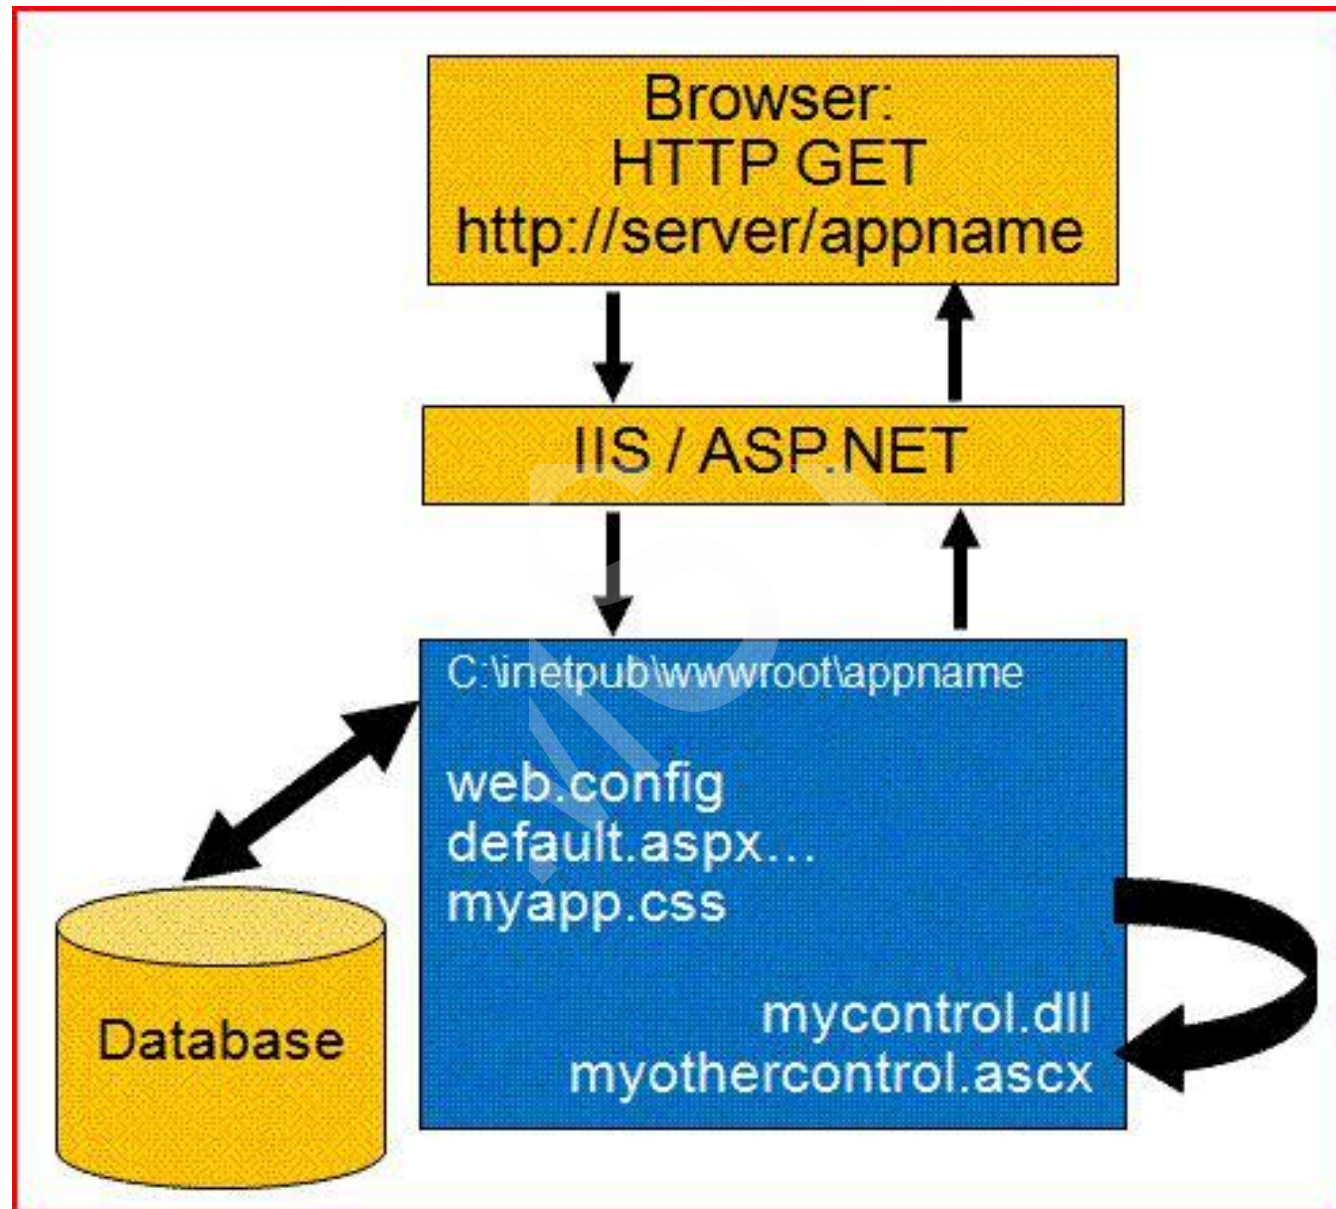 Browser:
HTTP GET
http://server/appname
IIS / ASP.NET
C:\inetpub\wwwroot\appname
web.config
default.aspx...
myapp.css
mycontrol.dll
myothercontrol.ascx
Database